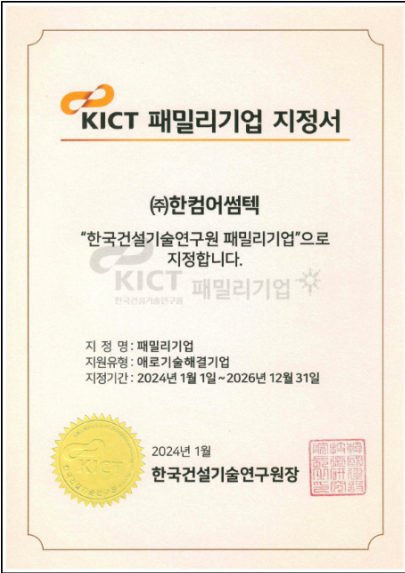 KICT 패밀리기업 지정서
㈜한컴어썸텍
"한국건설기술연구원 패밀리기업"으로
지정합니다.
KICT 패밀리기업
한국건설기술연구원
지 정 명 : 패밀리기업
지원유형 : 애로기술해결기업
지정기간 : 2024년 1월 1일 ~ 2026년 12월 31일
2024년 1월
한국건설기술연구원장
KICT